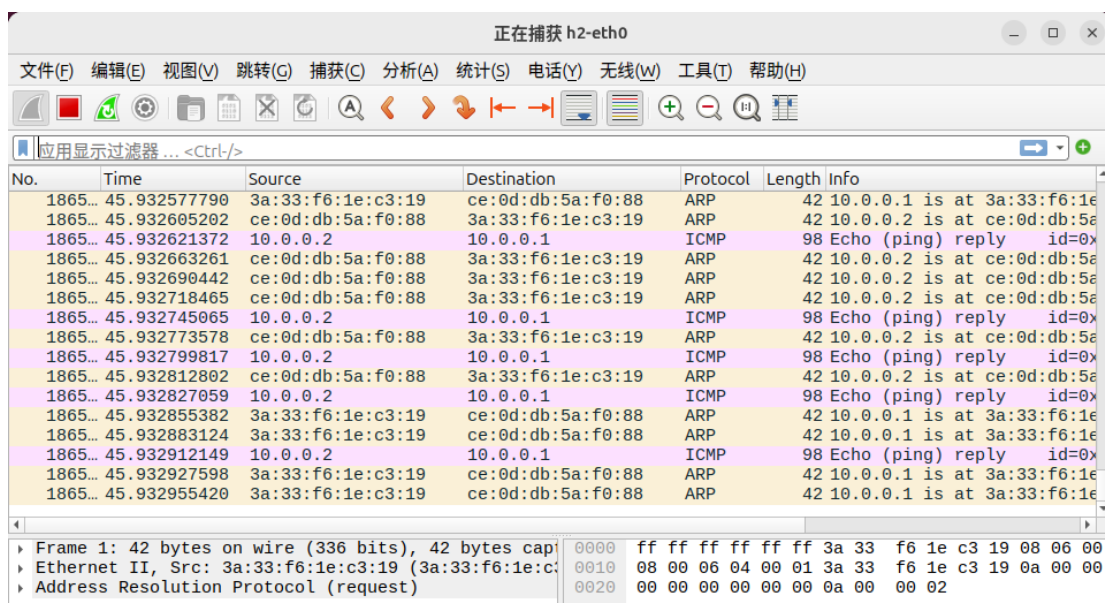 正在捕获 h2-eth0
文件(F) 编辑(E) 视图(V) 跳转(G) 捕获(C) 分析(A) 统计(S) 电话(Y) 无线(W) 工具(T) 帮助(H)
应用显示过滤器 … <Ctrl-/>
No. Time Source Destination Protocol Length Info
1865… 45.932577790 3a:33:f6:1e:c3:19 ce:0d:db:5a:f0:88 ARP 42 10.0.0.1 is at 3a:33:f6:1e
1865… 45.932605202 ce:0d:db:5a:f0:88 3a:33:f6:1e:c3:19 ARP 42 10.0.0.2 is at ce:0d:db:5a
1865… 45.932621372 10.0.0.2 10.0.0.1 ICMP 98 Echo (ping) reply id=0x
1865… 45.932663261 ce:0d:db:5a:f0:88 3a:33:f6:1e:c3:19 ARP 42 10.0.0.2 is at ce:0d:db:5a
1865… 45.932690442 ce:0d:db:5a:f0:88 3a:33:f6:1e:c3:19 ARP 42 10.0.0.2 is at ce:0d:db:5a
1865… 45.932718465 ce:0d:db:5a:f0:88 3a:33:f6:1e:c3:19 ARP 42 10.0.0.2 is at ce:0d:db:5a
1865… 45.932745065 10.0.0.2 10.0.0.1 ICMP 98 Echo (ping) reply id=0x
1865… 45.932773578 ce:0d:db:5a:f0:88 3a:33:f6:1e:c3:19 ARP 42 10.0.0.2 is at ce:0d:db:5a
1865… 45.932799817 10.0.0.2 10.0.0.1 ICMP 98 Echo (ping) reply id=0x
1865… 45.932812802 ce:0d:db:5a:f0:88 3a:33:f6:1e:c3:19 ARP 42 10.0.0.2 is at ce:0d:db:5a
1865… 45.932827059 10.0.0.2 10.0.0.1 ICMP 98 Echo (ping) reply id=0x
1865… 45.932855382 3a:33:f6:1e:c3:19 ce:0d:db:5a:f0:88 ARP 42 10.0.0.1 is at 3a:33:f6:1e
1865… 45.932883124 3a:33:f6:1e:c3:19 ce:0d:db:5a:f0:88 ARP 42 10.0.0.1 is at 3a:33:f6:1e
1865… 45.932912149 10.0.0.2 10.0.0.1 ICMP 98 Echo (ping) reply id=0x
1865… 45.932927598 3a:33:f6:1e:c3:19 ce:0d:db:5a:f0:88 ARP 42 10.0.0.1 is at 3a:33:f6:1e
1865… 45.932955420 3a:33:f6:1e:c3:19 ce:0d:db:5a:f0:88 ARP 42 10.0.0.1 is at 3a:33:f6:1e
Frame 1: 42 bytes on wire (336 bits), 42 bytes capt
Ethernet II, Src: 3a:33:f6:1e:c3:19 (3a:33:f6:1e:c3
Address Resolution Protocol (request)
0000 ff ff ff ff ff ff 3a 33 f6 1e c3 19 08 06 00
0010 08 00 06 04 00 01 3a 33 f6 1e c3 19 0a 00 00
0020 00 00 00 00 00 00 0a 00 00 02